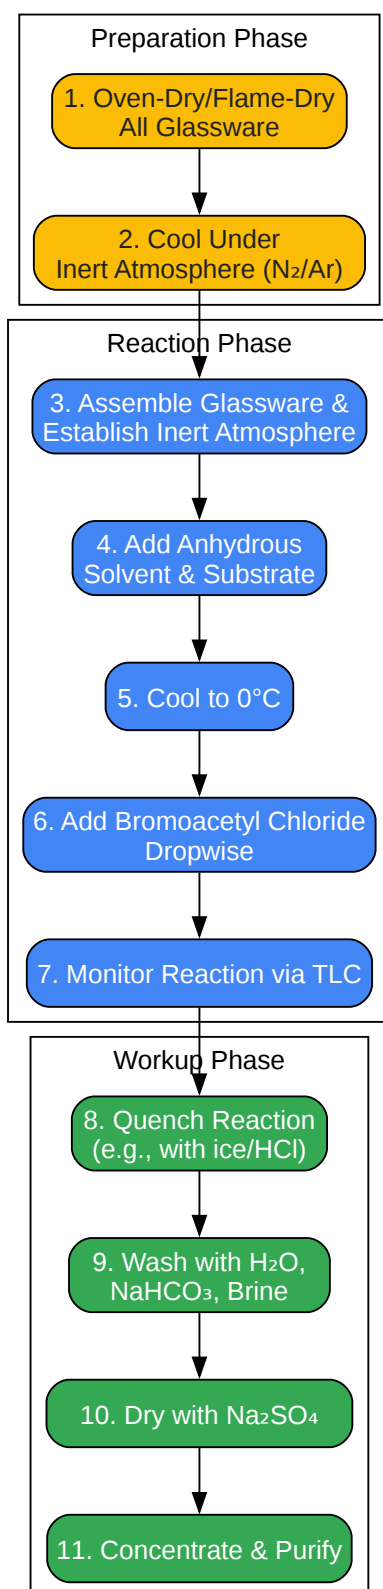 Preparation Phase
1. Oven-Dry/Flame-Dry
All Glassware
2. Cool Under
Inert Atmosphere (N₂/Ar)
Reaction Phase
3. Assemble Glassware &
Establish Inert Atmosphere
4. Add Anhydrous
Solvent & Substrate
5. Cool to 0°C
6. Add Bromoacetyl Chloride
Dropwise
7. Monitor Reaction via TLC
Workup Phase
8. Quench Reaction
(e.g., with ice/HCl)
9. Wash with H₂O,
NaHCO₃, Brine
10. Dry with Na₂SO₄
11. Concentrate & Purify